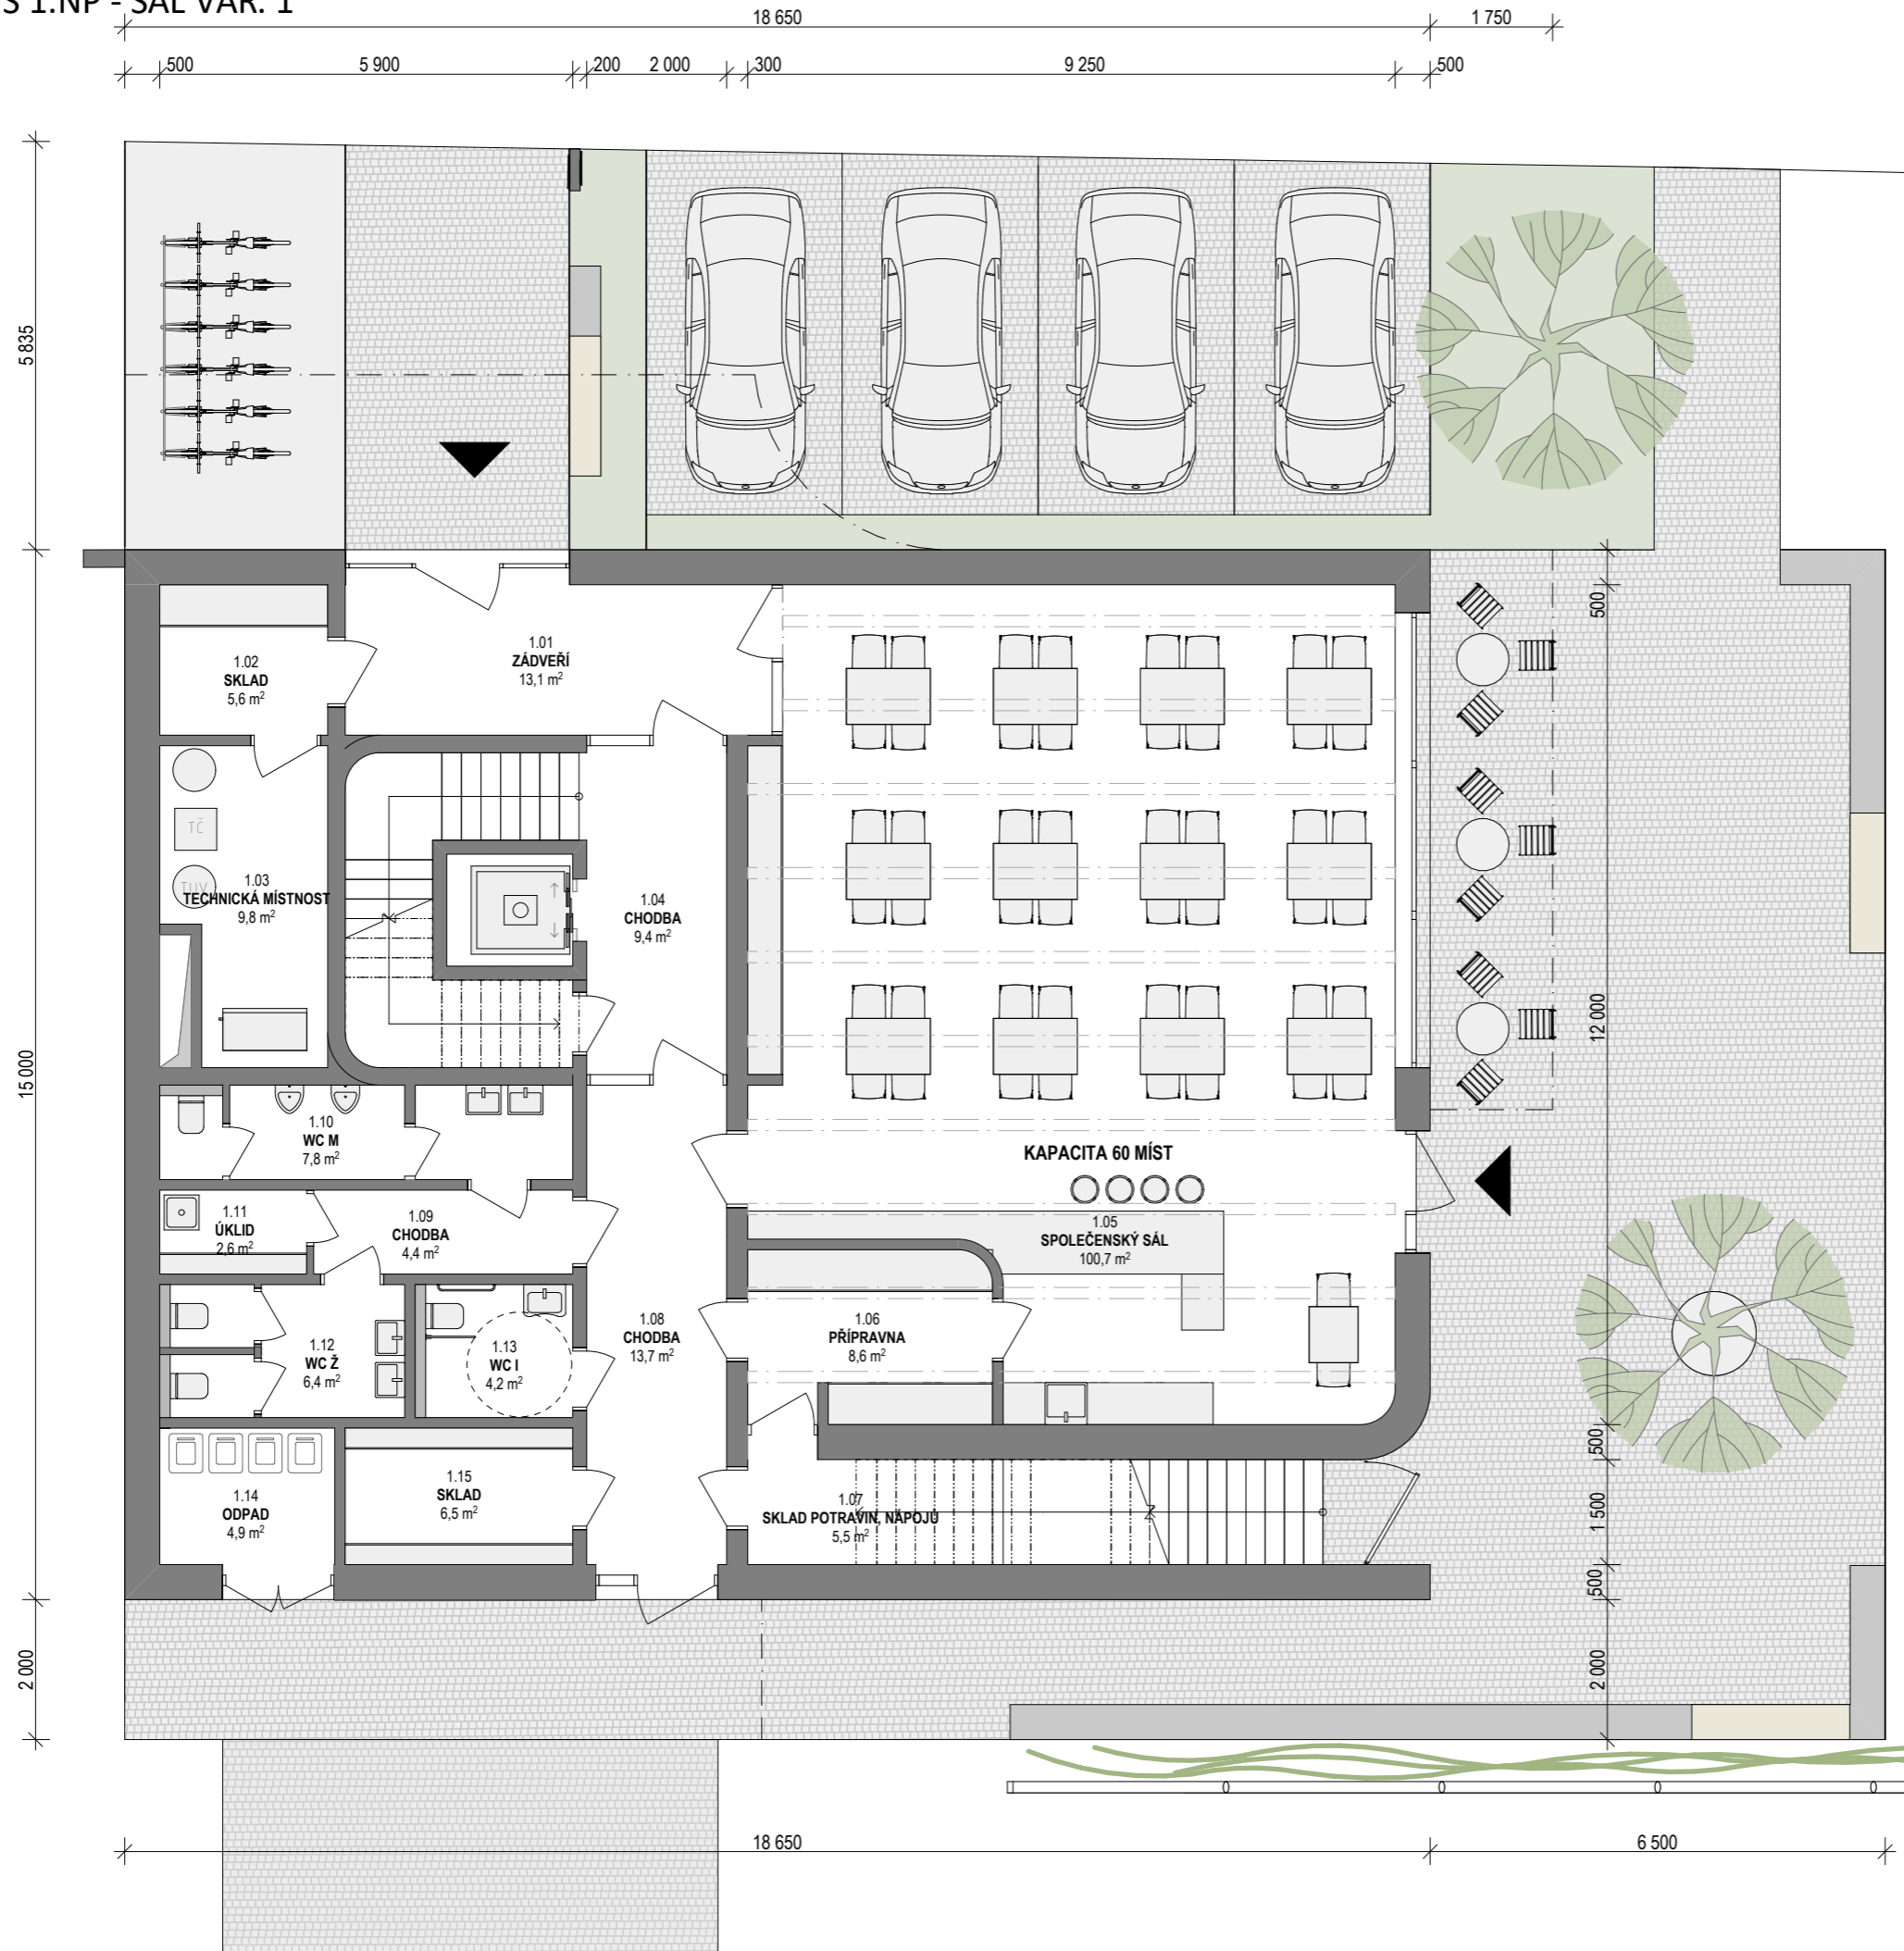 S 1.NP - SÁL VAR. 1
18 650
1 750
500
5 900
200
2 000
300
9 250
500
5 835
15 000
2 000
500
12 000
500
1 500
500
2 000
1.01
ZÁDVEŘÍ
13,1 m²
1.02
SKLAD
5,6 m²
TČ
TUV
1.03
TECHNICKÁ MÍSTNOST
9,8 m²
1.04
CHODBA
9,4 m²
1.10
WC M
7,8 m²
KAPACITA 60 MÍST
1.11
ÚKLID
2,6 m²
1.09
CHODBA
4,4 m²
1.05
SPOLEČENSKÝ SÁL
100,7 m²
1.12
WC Ž
6,4 m²
1.13
WC I
4,2 m²
1.08
CHODBA
13,7 m²
1.06
PŘÍPRAVNA
8,6 m²
1.14
ODPAD
4,9 m²
1.15
SKLAD
6,5 m²
1.07
SKLAD POTRAVIN, NÁPOJŮ
5,5 m²
18 650
6 500